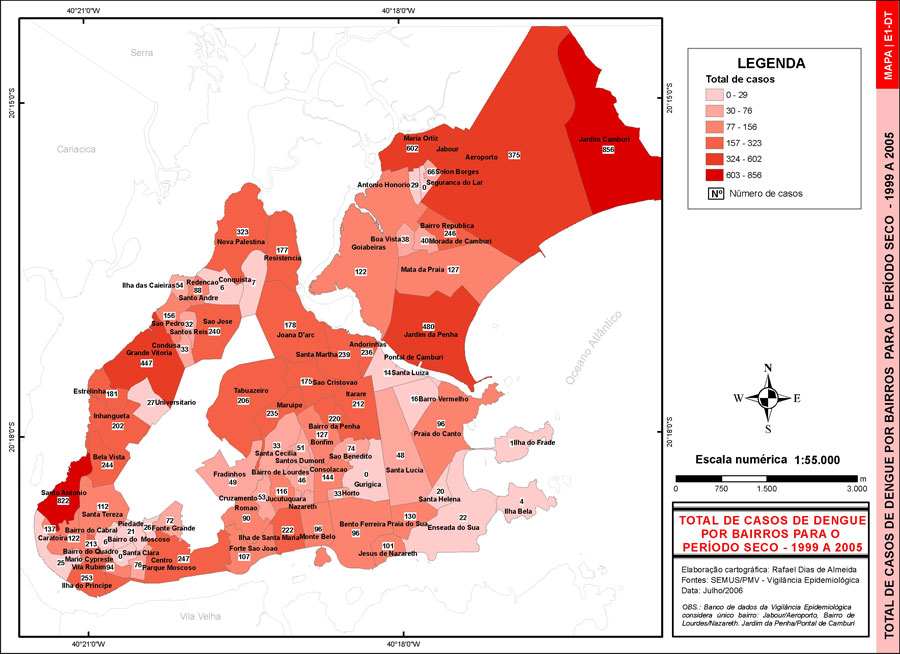 40°21'0"W
40°18'0"W
20°15'0"S
20°15'0"S
20°18'0"S
20°18'0"S
40°21'0"W
40°18'0"W
Serra
Cariacica
Vila Velha
Oceano Atlântico
Maria Ortiz
602
Jabour
Aeroporto
375
Jardim Camburi
856
66 Solon Borges
Antonio Honorio 29
Seguranca do Lar
0
Bairro Republica
246
Boa Vista 38
40 Morada de Camburi
Goiabeiras
122
Mata da Praia 127
480
Jardim da Penha
323
Nova Palestina
177
Resistencia
Ilha das Caieiras 54
Redencao
88
Conquista
6
7
Santo Andre
156
Sao Pedro 32
Santos Reis
Sao Jose
240
Condusa
33
Grande Vitoria
447
178
Joana D'arc
Andorinhas
236
Santa Martha 239
Pontal de Camburi
14 Santa Luiza
Estrelinha
181
27 Universitario
Inhangueta
202
Tabuazeiro
206
175 Sao Cristovao
Itarare
212
Maruipe
235
220
Bairro da Penha
127
Bonfim
16 Barro Vermelho
96
Praia do Canto
1 Ilha do Frade
Bela Vista
244
33
Santa Cecilia
51
Santos Dumont
74
Sao Benedito
48
Santa Lucia
Fradinhos
49
Bairro de Lourdes
46
Consolacao
144
0
Gurigica
Santo Antonio
822
Cruzamento 53
116
Jucutuquara
Nazareth
33 Horto
20
Santa Helena
4
Ilha Bela
Romao
90
112
Santa Tereza
137
Caratoira
Bairro do Cabral
122
Piedade
21
26
72
Fonte Grande
213
6
Bairro do Moscoso
Bairro do Quadro
0 Santa Clara
25
Mario Cypreste
Vila Rubim 94
76
Centro
247
Parque Moscoso
253
Ilha do Principe
222
Ilha de Santa Maria
96
Monte Belo
Forte Sao Joao
107
Bento Ferreira
96
130
Praia do Sua
22
Enseada do Sua
101
Jesus de Nazareth
LEGENDA
Total de casos
0 - 29
30 - 76
77 - 156
157 - 323
324 - 602
603 - 856
Nº Número de casos
N
W E
S
Escala numérica 1:55.000
0 750 1.500 3.000
m
TOTAL DE CASOS DE DENGUE
POR BAIRROS PARA O
PERÍODO SECO - 1999 A 2005
Elaboração cartográfica: Rafael Dias de Almeida
Fontes: SEMUS/PMV - Vigilância Epidemiológica
Data: Julho/2006
OBS.: Banco de dados da Vigilância Epidemiológica
considera único bairro: Jabour/Aeroporto, Bairro de
Lourdes/Nazareth. Jardim da Penha/Pontal de Camburi
MAPA | E1-DT
TOTAL DE CASOS DE DENGUE POR BAIRROS PARA O PERÍODO SECO - 1999 A 2005